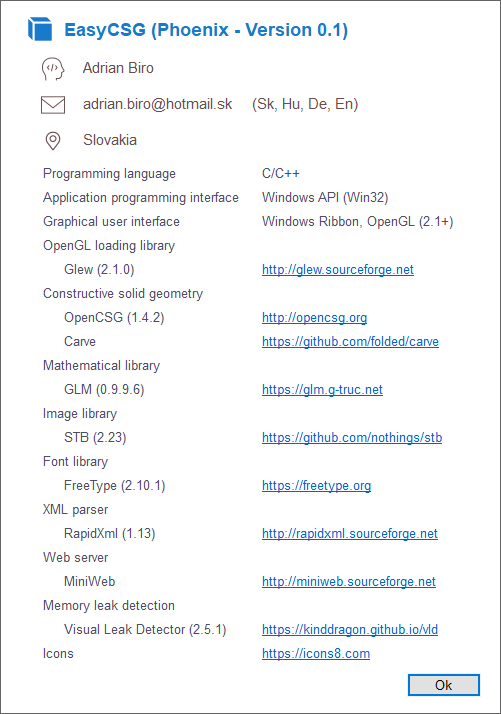 EasyCSG (Phoenix - Version 0.1)
Adrian Biro
adrian.biro@hotmail.sk (Sk, Hu, De, En)
Slovakia
Programming language C/C++
Application programming interface Windows API (Win32)
Graphical user interface Windows Ribbon, OpenGL (2.1+)
OpenGL loading library
Glew (2.1.0) http://glew.sourceforge.net
Constructive solid geometry
OpenCSG (1.4.2) http://opencsg.org
Carve https://github.com/folded/carve
Mathematical library
GLM (0.9.9.6) https://glm.g-truc.net
Image library
STB (2.23) https://github.com/nothings/stb
Font library
FreeType (2.10.1) https://freetype.org
XML parser
RapidXml (1.13) http://rapidxml.sourceforge.net
Web server
MiniWeb http://miniweb.sourceforge.net
Memory leak detection
Visual Leak Detector (2.5.1) https://kinddragon.github.io/vld
Icons https://icons8.com
Ok